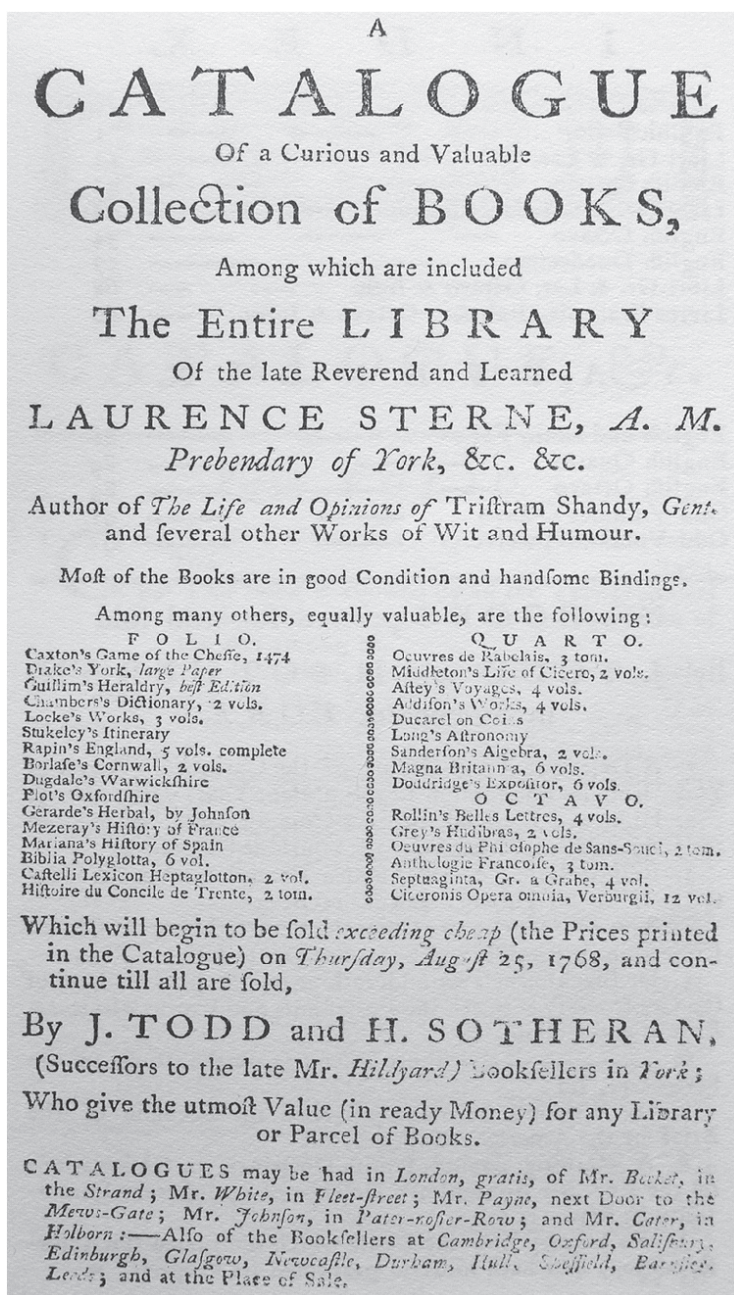 A
CATALOGUE
Of a Curious and Valuable
Collection of BOOKS,
Among which are included
The Entire LIBRARY
Of the late Reverend and Learned
LAURENCE STERNE, A. M.
Prebendary of York, &c. &c.
Author of The Life and Opinions of Triſtram Shandy, Gent.
and ſeveral other Works of Wit and Humour.
Moſt of the Books are in good Condition and handſome Bindings.
Among many others, equally valuable, are the following:
FOLIO.
Caxton's Game of the Cheſſe, 1474
Drake's York, large Paper
Guillim's Heraldry, beſt Edition
Chambers's Dictionary, 2 vols.
Locke's Works, 3 vols.
Stukeley's Itinerary
Rapin's England, 5 vols. complete
Borlaſe's Cornwall, 2 vols.
Dugdale's Warwickſhire
Plot's Oxfordſhire
Gerarde's Herbal, by Johnſon
Mezeray's Hiſtory of France
Mariana's Hiſtory of Spain
Biblia Polyglotta, 6 vol.
Caſtelli Lexicon Heptaglotton, 2 vol.
Hiſtoire du Concile de Trente, 2 tom.
QUARTO.
Oeuvres de Rabelais, 3 tom.
Middleton's Life of Cicero, 2 vols.
Aſtey's Voyages, 4 vols.
Addiſon's Works, 4 vols.
Ducarel on Coins
Long's Aſtronomy
Sanderſon's Algebra, 2 vols.
Magna Britannia, 6 vols.
Doddridge's Expoſitor, 6 vols.
OCTAVO.
Rollin's Belles Lettres, 4 vols.
Grey's Hudibras, 2 vols.
Oeuvres du Philoſophe de Sans-Souci, 2 tom.
Anthologie Francoiſe, 3 tom.
Septuaginta, Gr. a Grabe, 4 vol.
Ciceronis Opera omnia, Verburgii, 12 vol.
Which will begin to be ſold exceeding cheap (the Prices printed
in the Catalogue) on Thurſday, Auguſt 25, 1768, and con-
tinue till all are ſold,
By J. TODD and H. SOTHERAN,
(Succeſſors to the late Mr. Hildyard) Bookſellers in York;
Who give the utmoſt Value (in ready Money) for any Library
or Parcel of Books.
CATALOGUES may be had in London, gratis, of Mr. Becket, in
the Strand; Mr. White, in Fleet-ſtreet; Mr. Payne, next Door to the
Mews-Gate; Mr. Johnſon, in Pater-noſter-Row; and Mr. Cater, in
Holborn:—Alſo of the Bookſellers at Cambridge, Oxford, Saliſbury,
Edinburgh, Glaſgow, Newcaſtle, Durham, Hull, Sheffield, Barnſley,
Leeds; and at the Place of Sale.